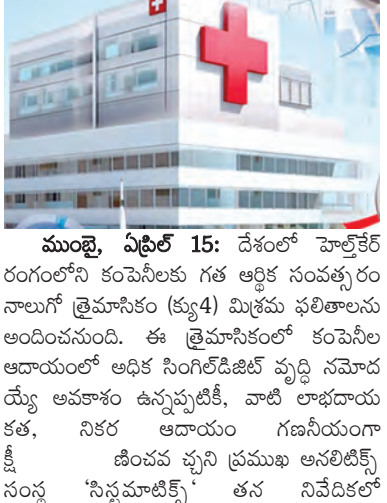 ముంబై, ఏప్రిల్ 15: దేశంలో హెల్త్‌కేర్
రంగంలోని కంపెనీలకు గత ఆర్థిక సంవత్సరం
నాలుగో త్రైమాసికం (క్యు4) మిశ్రమ ఫలితాలను
అందించనుంది. ఈ త్రైమాసికంలో కంపెనీల
ఆదాయంలో అధిక సింగిల్‌డిజిట్ వృద్ధి నమోద
య్యే అవకాశం ఉన్నప్పటికీ, వాటి లాభదాయ
కత, నికర ఆదాయం గణనీయంగా
క్షీ ణించవ చ్చని ప్రముఖ అనలిటిక్స్
సంస్థ ‘సిస్టమాటిక్స్‘ తన నివేదికలో